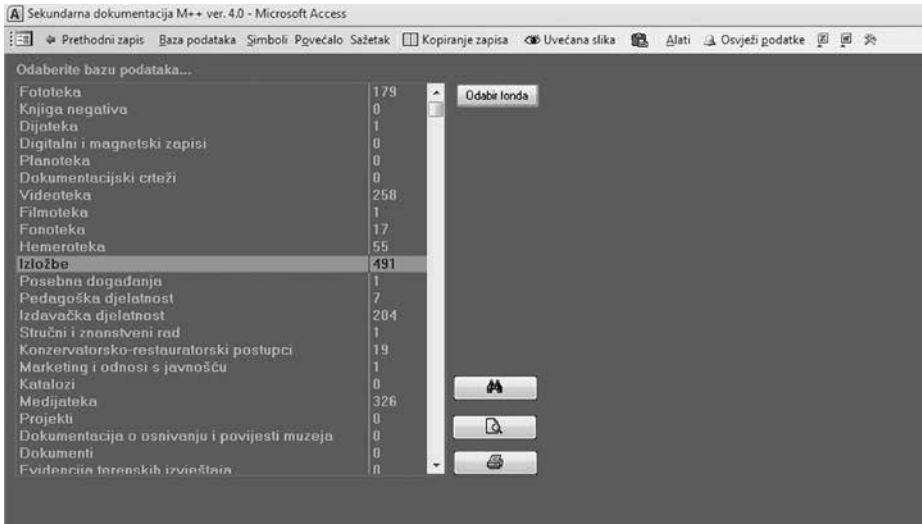 Sekundarna dokumentacija M++ ver. 4.0 - Microsoft Access
Prethodni zapis Baza podataka Simboli Povećalo Sažetak Kopiranje zapisa Uvećana slika Alati Osvježi podatke
Odaberite bazu podataka...
Fototeka 179
Odabir fonda
Knjiga negativa 0
Dijateka 1
Digitalni i magnetski zapisi 0
Planoteka 0
Dokumentacijski crteži 0
Videoteka 258
Filmoteka 1
Fonoteka 17
Hemeroteka 55
Izložbe 491
Posebna događanja 1
Pedagoška djelatnost 7
Izdavačka djelatnost 204
Stručni i znanstveni rad 1
Konzervatorsko-restauratorski postupci 19
Marketing i odnosi s javnošću 1
Katalozi 0
Medijateka 326
Projekti 0
Dokumentacija o osnivanju i povijesti muzeja 0
Dokumenti 0
Evidencija terenskih izvještaja 0